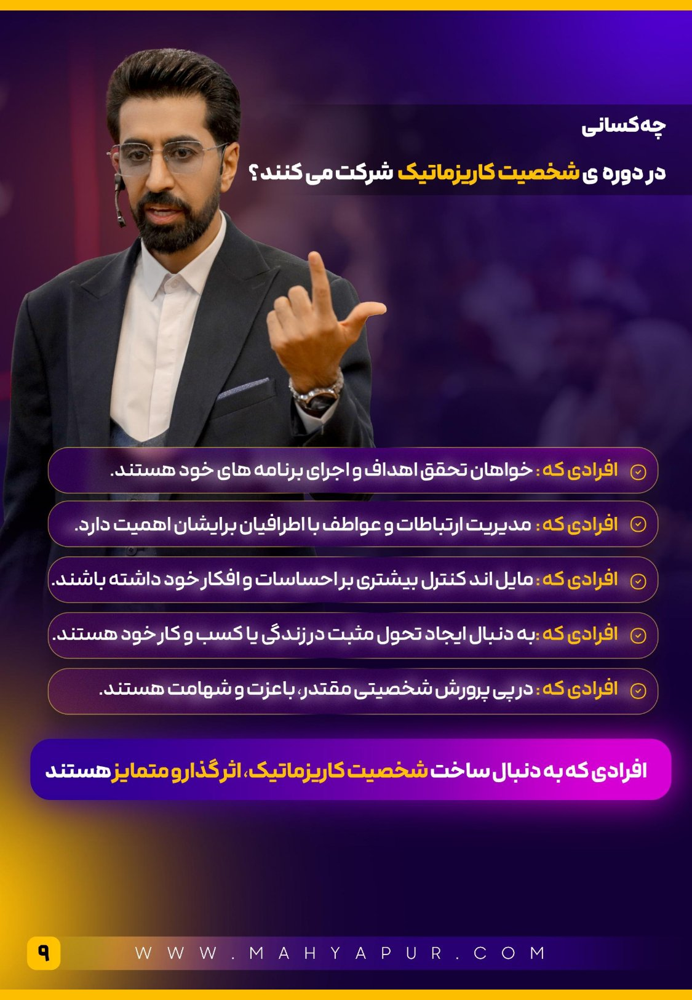 چه کسانی
در دوره ی شخصیت کاریزماتیک شرکت می کنند؟
افرادی که : خواهان تحقق اهداف و اجرای برنامه های خود هستند.
افرادی که : مدیریت ارتباطات و عواطف با اطرافیان برایشان اهمیت دارد.
افرادی که : مایل اند کنترل بیشتری بر احساسات و افکار خود داشته باشند.
افرادی که :به دنبال ایجاد تحول مثبت در زندگی یا کسب و کار خود هستند.
افرادی که : در پی پرورش شخصیتی مقتدر، باعزت و شهامت هستند.
افرادی که به دنبال ساخت شخصیت کاریزماتیک، اثرگذار و متمایز هستند
۹
WWW.MAHYAPUR.COM